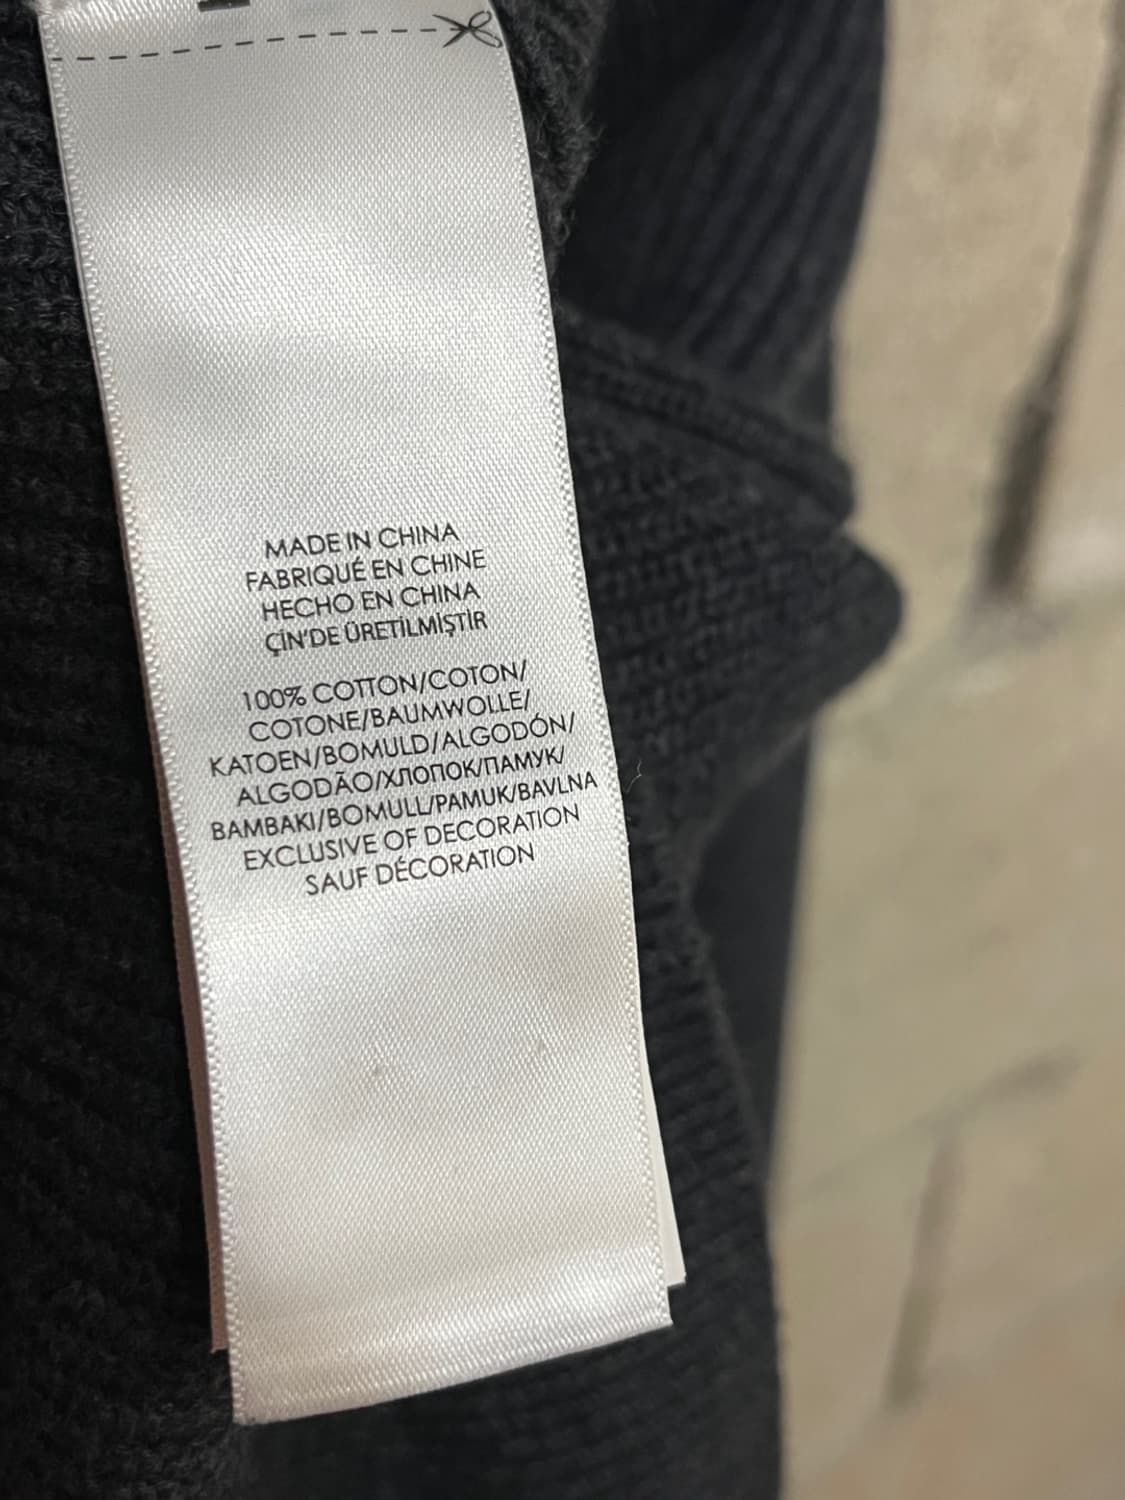 MADE IN CHINA
FABRIQUÉ EN CHINE
HECHO EN CHINA
ÇİN'DE ÜRETİLMİŞTİR
100% COTTON/COTON/
COTONE/BAUMWOLLE/
KATOEN/BOMULD/ALGODÓN/
ALGODÃO/ХЛОПОК/ПАМУК/
BAMBAKI/BOMULL/PAMUK/BAVLNA
EXCLUSIVE OF DECORATION
SAUF DÉCORATION